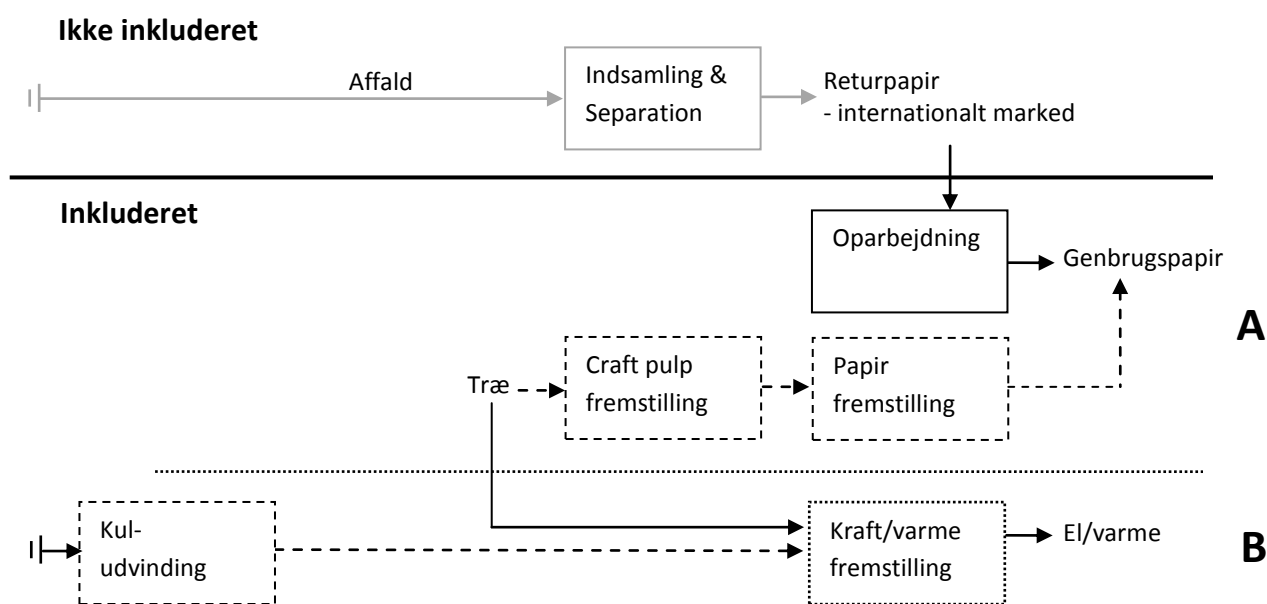 Ikke inkluderet
Affald
Indsamling &
Separation
Returpapir
- internationalt marked
Inkluderet
Oparbejdning
Genbrugspapir
A
Træ
Craft pulp
fremstilling
Papir
fremstilling
Kul-
udvinding
Kraft/varme
fremstilling
El/varme
B